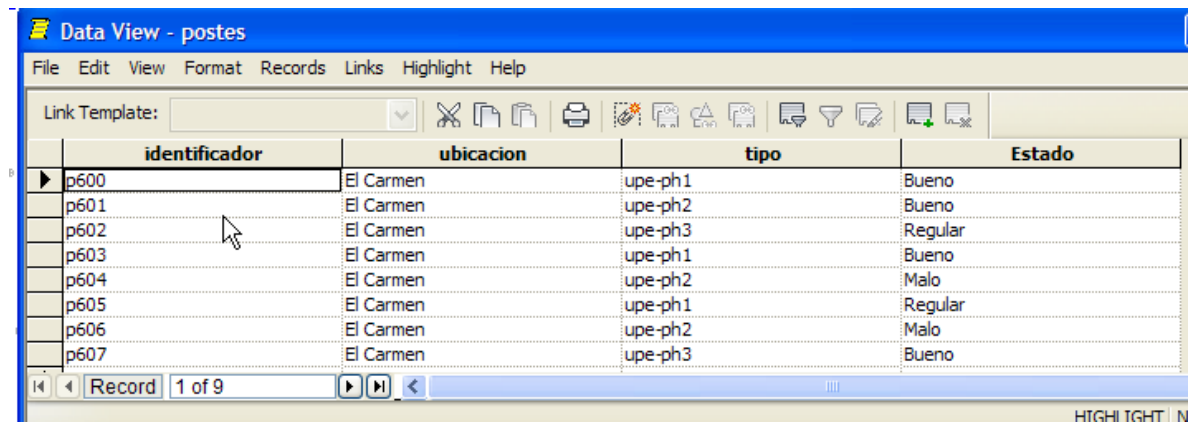 Data View - postes
File Edit View Format Records Links Highlight Help
Link Template:
identificador ubicacion tipo Estado
p600 El Carmen upe-ph1 Bueno
p601 El Carmen upe-ph2 Bueno
p602 El Carmen upe-ph3 Regular
p603 El Carmen upe-ph1 Bueno
p604 El Carmen upe-ph2 Malo
p605 El Carmen upe-ph1 Regular
p606 El Carmen upe-ph2 Malo
p607 El Carmen upe-ph3 Bueno
Record 1 of 9
HIGHLIGHT N